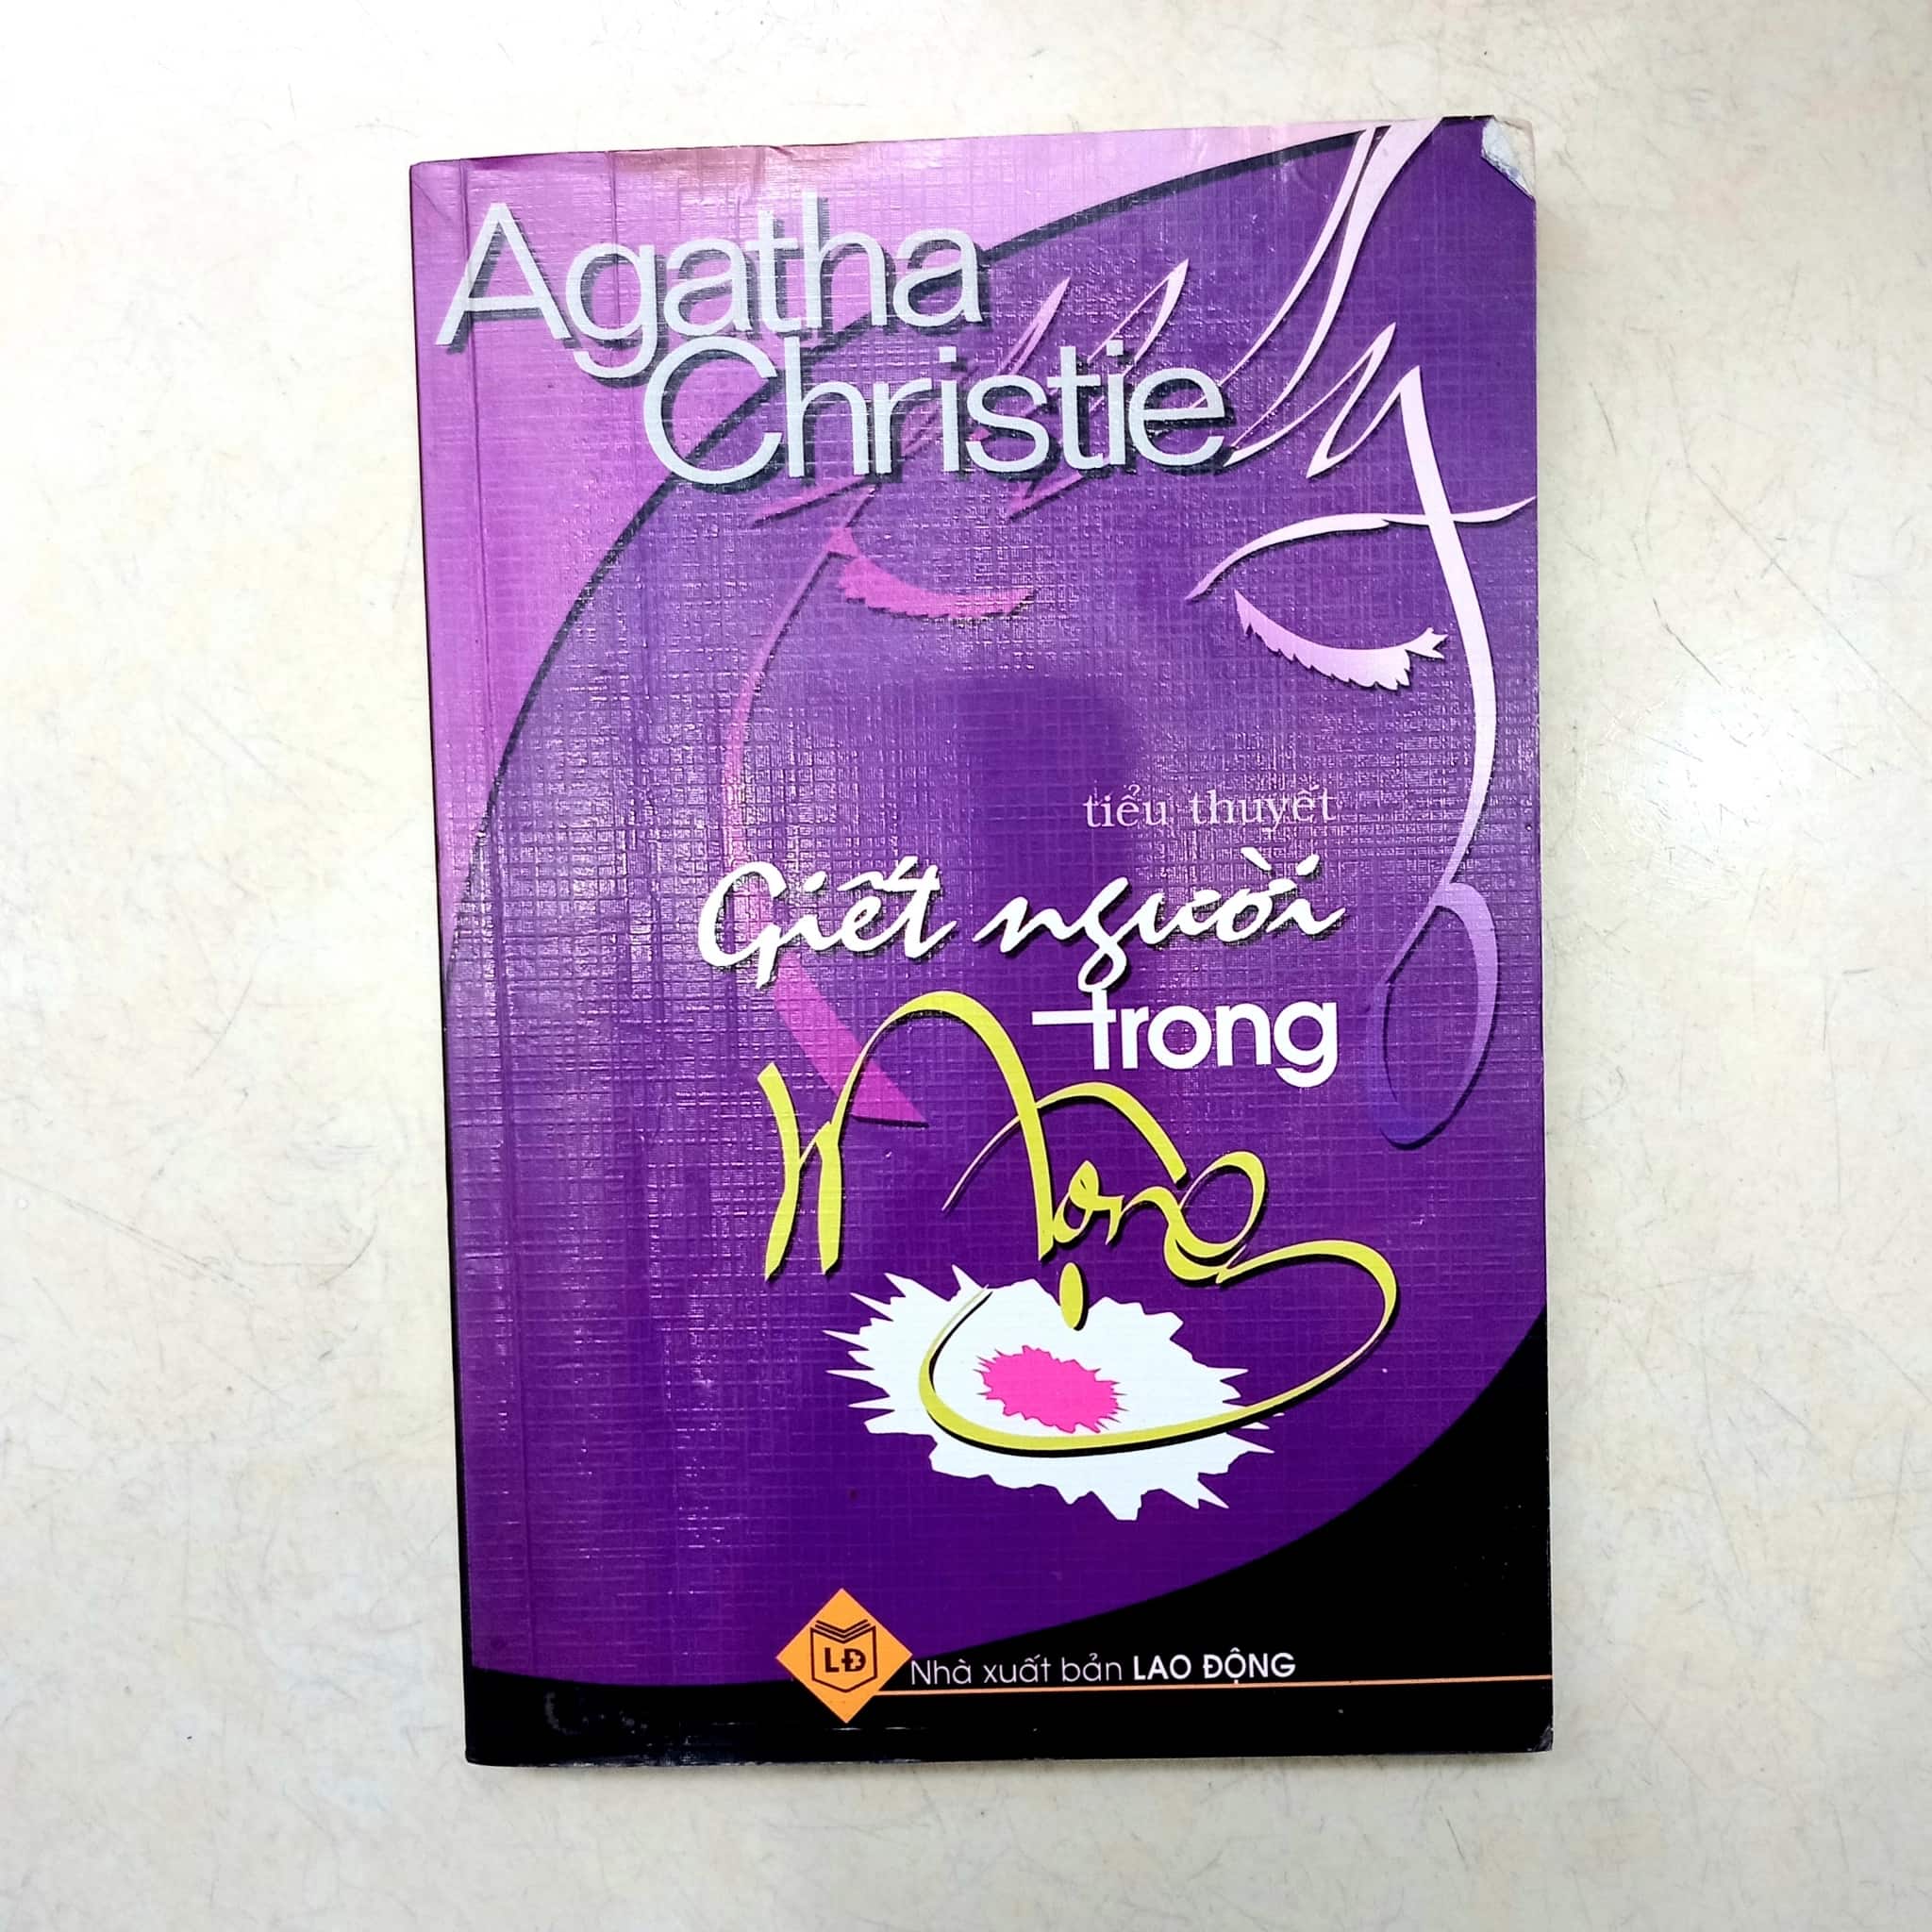 Agatha
Christie
tiểu thuyết
Giết người
trong
Mộng
LĐ
Nhà xuất bản LAO ĐỘNG